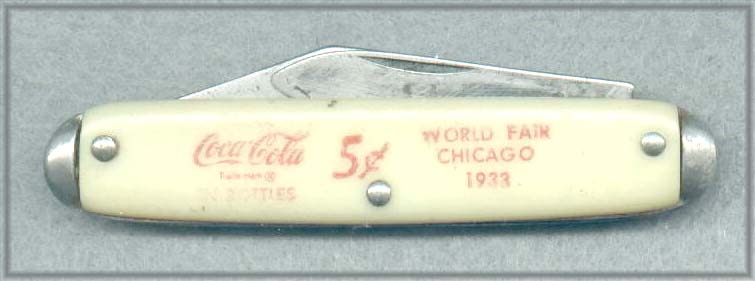 Coca-Cola
Trade-mark ®
IN BOTTLES
5¢
WORLD FAIR
CHICAGO
1933